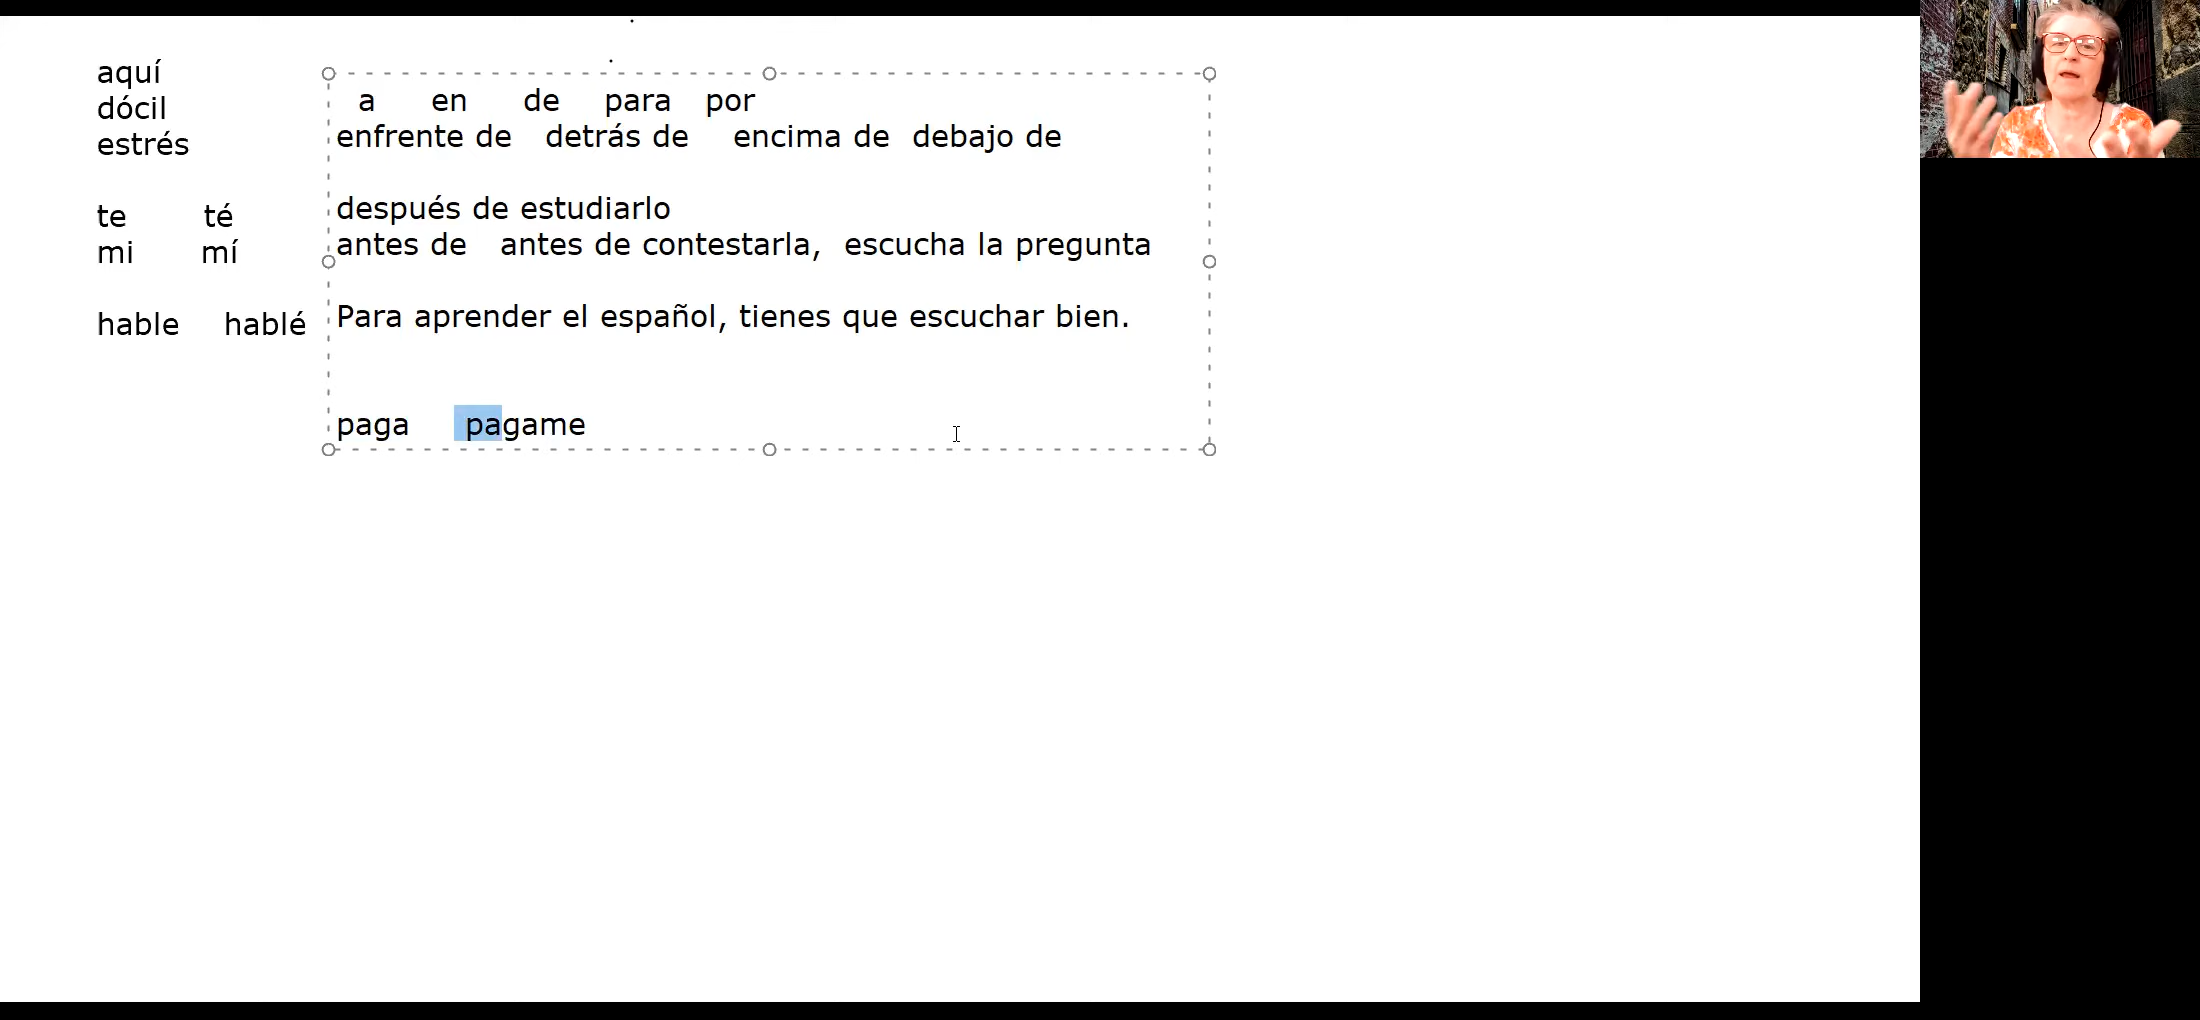 aquí
dócil
estrés
te té
mi mí
hable hablé
a en de para por
enfrente de detrás de encima de debajo de
después de estudiarlo
antes de antes de contestarla, escucha la pregunta
Para aprender el español, tienes que escuchar bien.
paga pagame